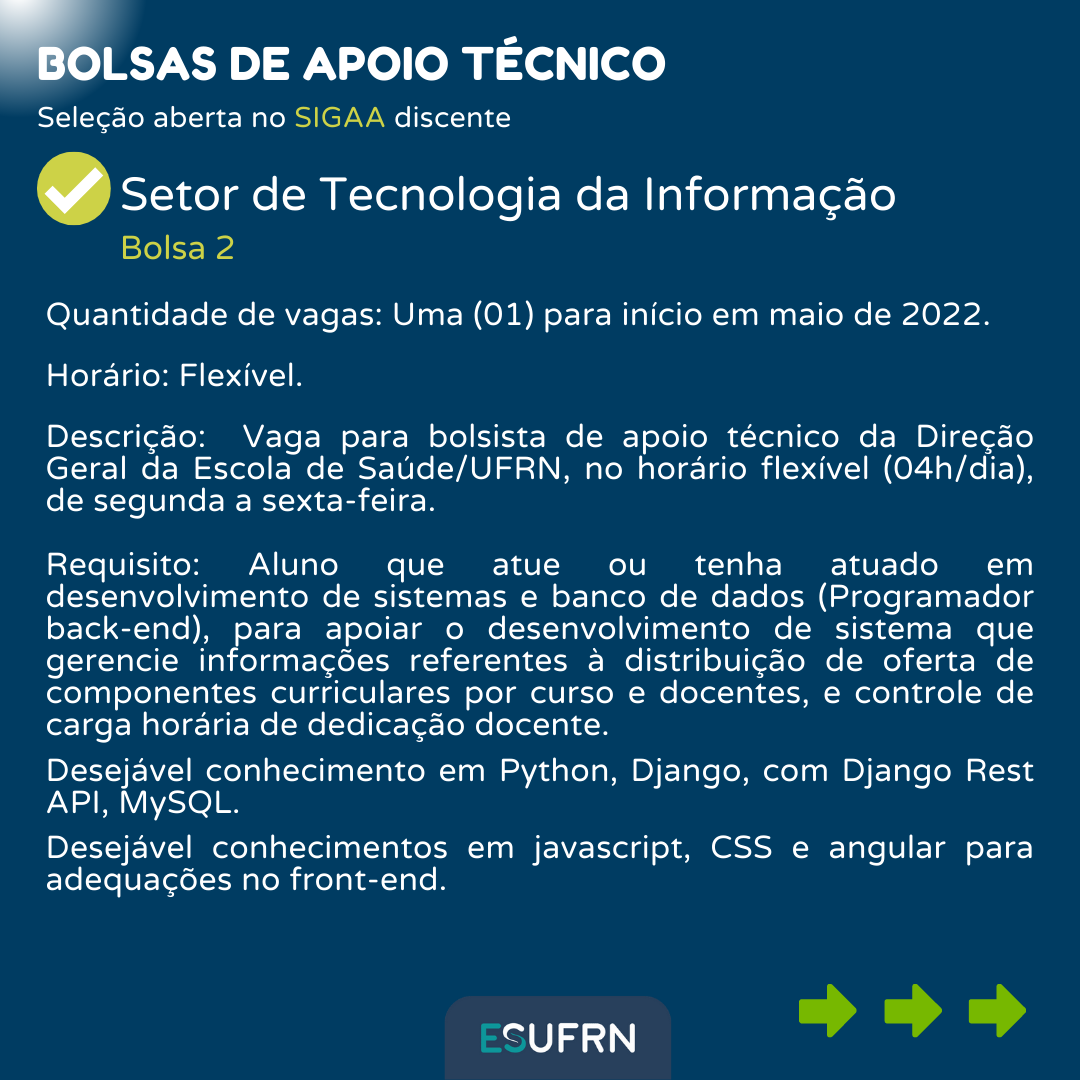 BOLSAS DE APOIO TÉCNICO
Seleção aberta no SIGAA discente
Setor de Tecnologia da Informação
Bolsa 2
Quantidade de vagas: Uma (01) para início em maio de 2022.
Horário: Flexível.
Descrição: Vaga para bolsista de apoio técnico da Direção
Geral da Escola de Saúde/UFRN, no horário flexível (04h/dia),
de segunda a sexta-feira.
Requisito: Aluno que atue ou tenha atuado em
desenvolvimento de sistemas e banco de dados (Programador
back-end), para apoiar o desenvolvimento de sistema que
gerencie informações referentes à distribuição de oferta de
componentes curriculares por curso e docentes, e controle de
carga horária de dedicação docente.
Desejável conhecimento em Python, Django, com Django Rest
API, MySQL.
Desejável conhecimentos em javascript, CSS e angular para
adequações no front-end.
ESUFRN